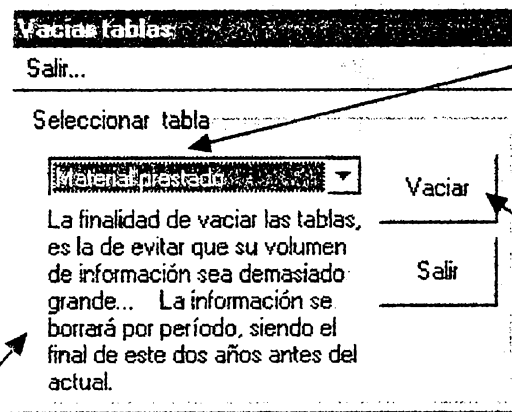 Vaciar tablas
Salir...
Seleccionar tabla
Material prestado
Vaciar
La finalidad de vaciar las tablas,
es la de evitar que su volumen
de información sea demasiado
grande... La información se
borrará por período, siendo el
final de este dos años antes del
actual.
Salir